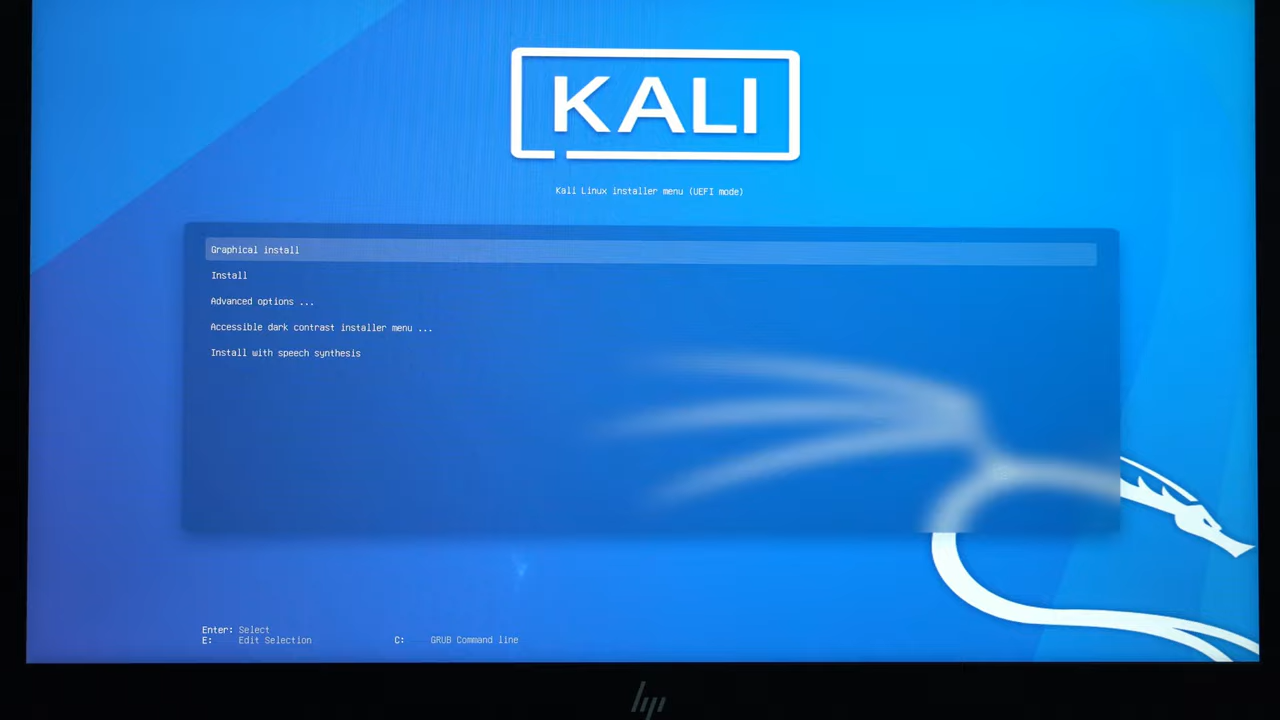 KALI
Kali Linux installer menu (UEFI mode)
Graphical install
Install
Advanced options ...
Accessible dark contrast installer menu ...
Install with speech synthesis
Enter: Select
E: Edit Selection C: GRUB Command line
hp